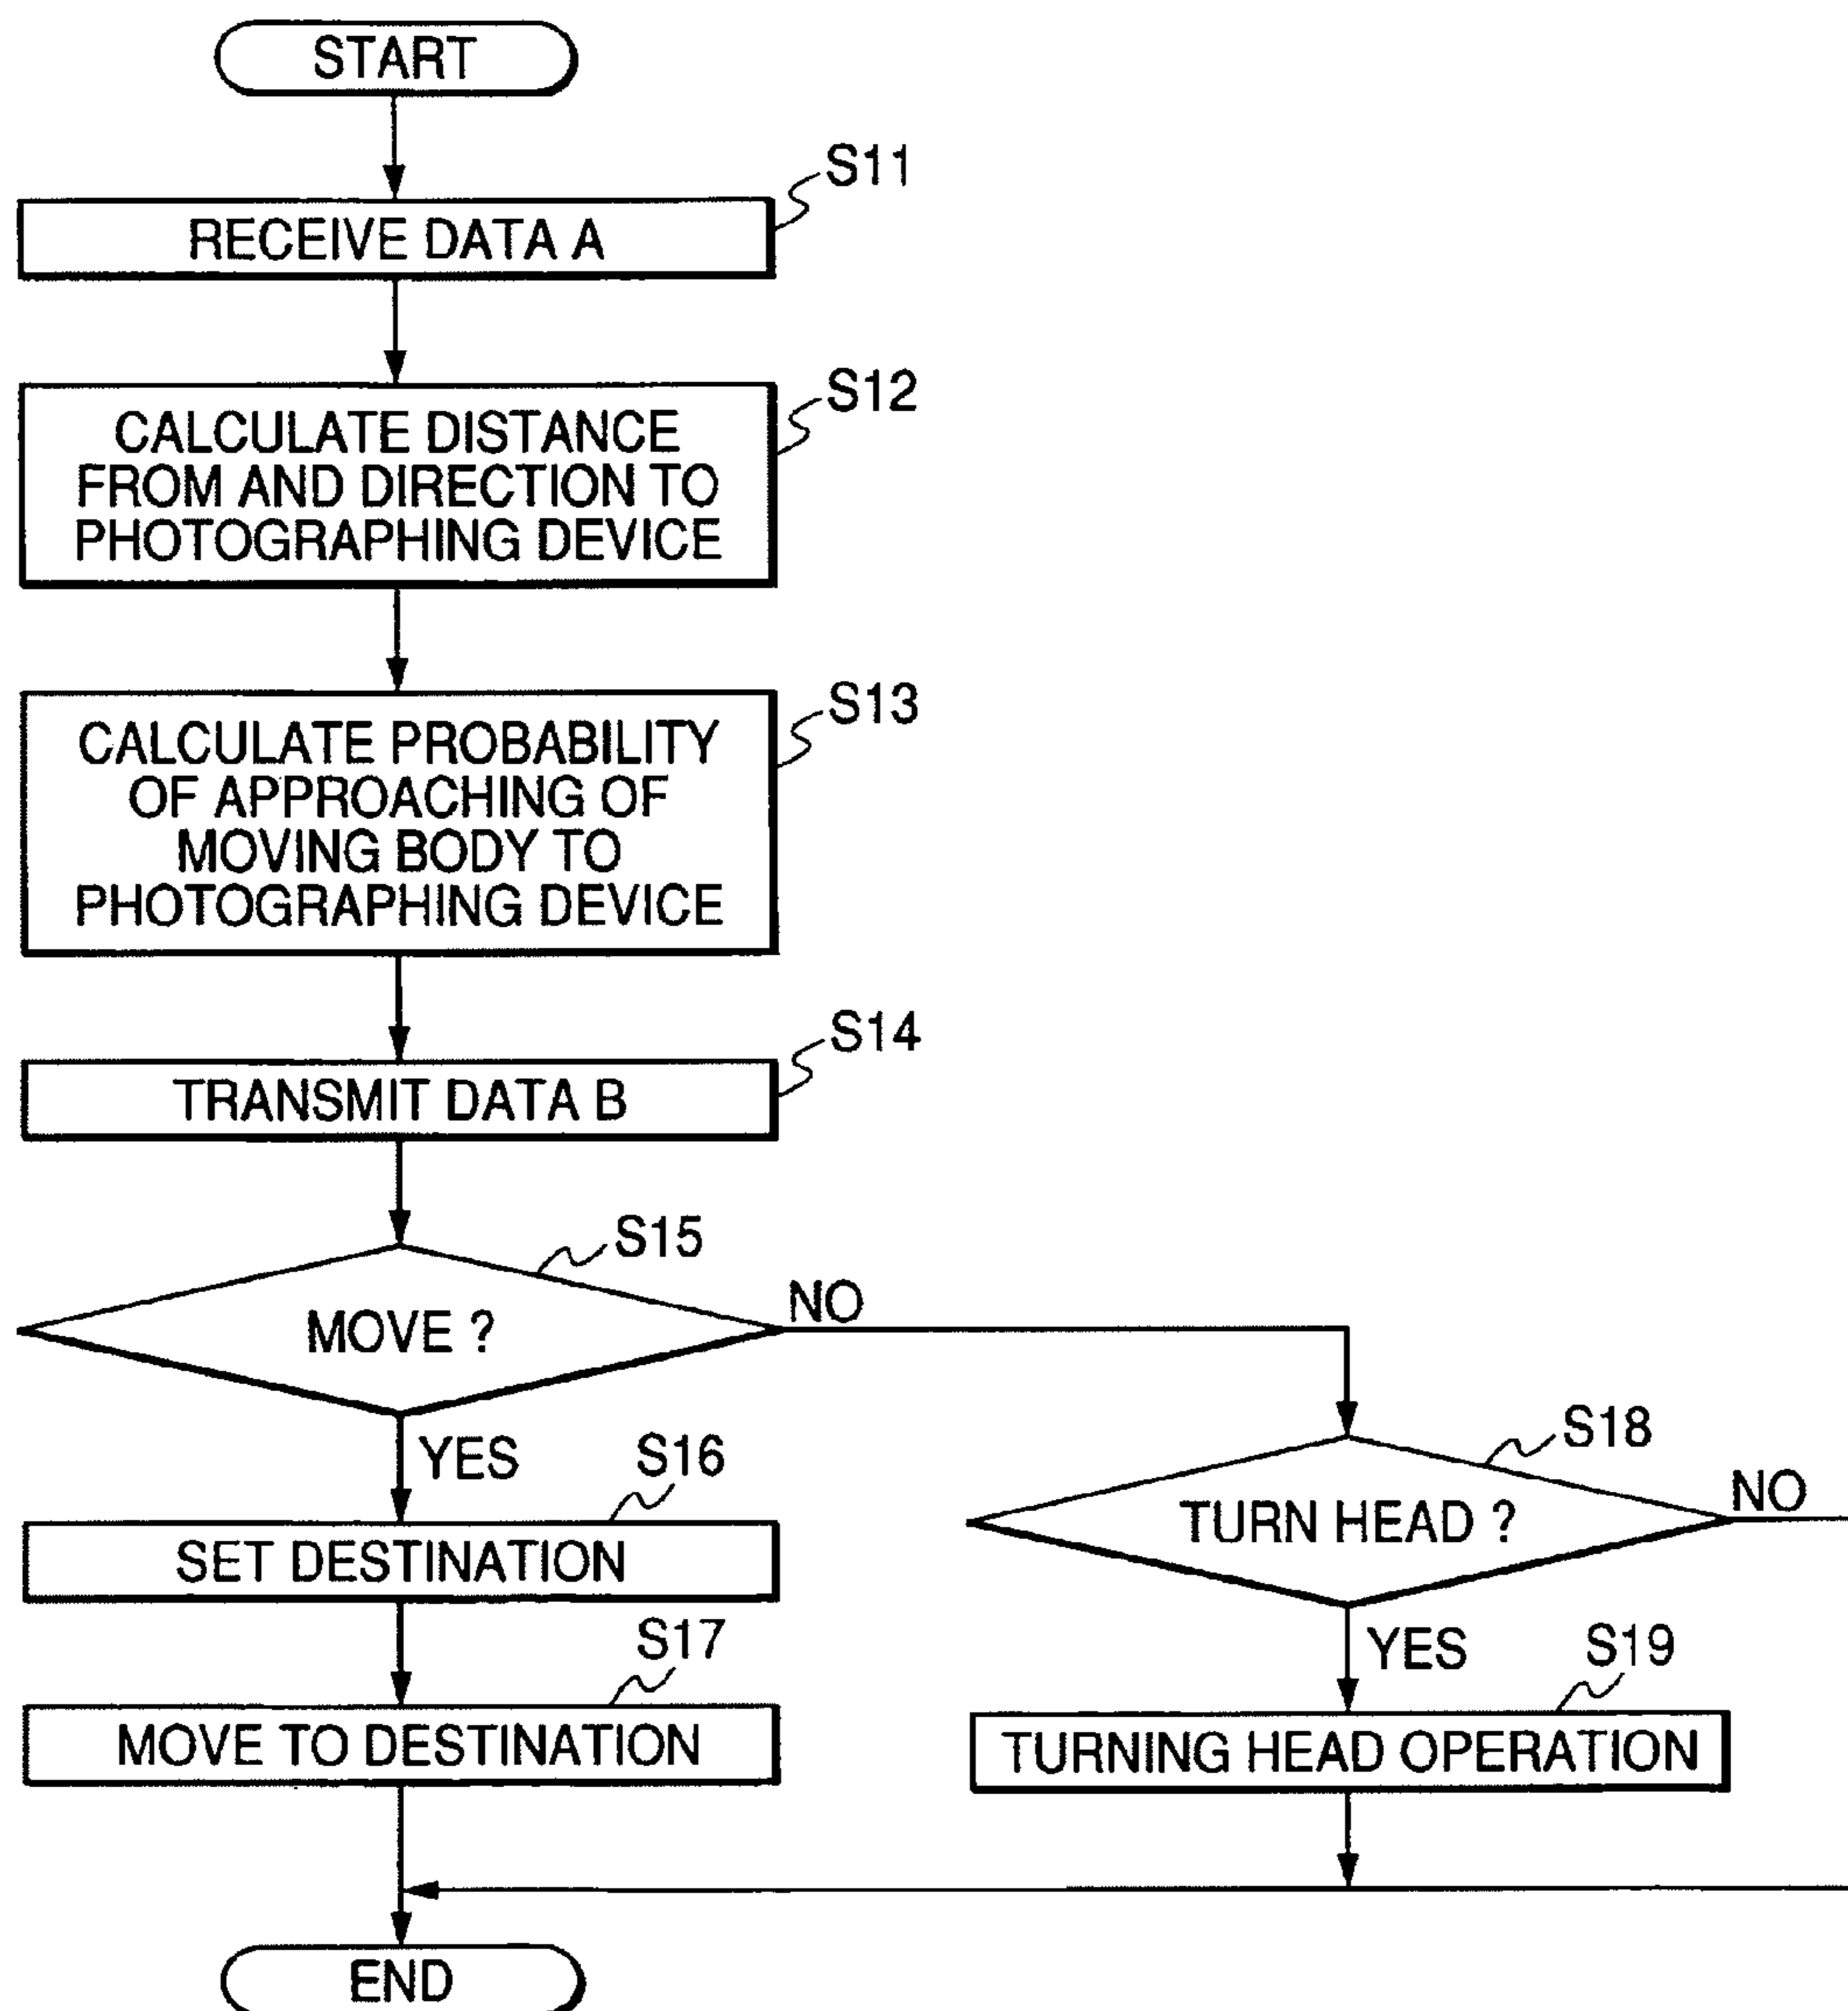 START
S11
RECEIVE DATA A
S12
CALCULATE DISTANCE
FROM AND DIRECTION TO
PHOTOGRAPHING DEVICE
S13
CALCULATE PROBABILITY
OF APPROACHING OF
MOVING BODY TO
PHOTOGRAPHING DEVICE
S14
TRANSMIT DATA B
S15
MOVE ?
NO
YES
S16
SET DESTINATION
S17
MOVE TO DESTINATION
S18
TURN HEAD ?
NO
YES
S19
TURNING HEAD OPERATION
END